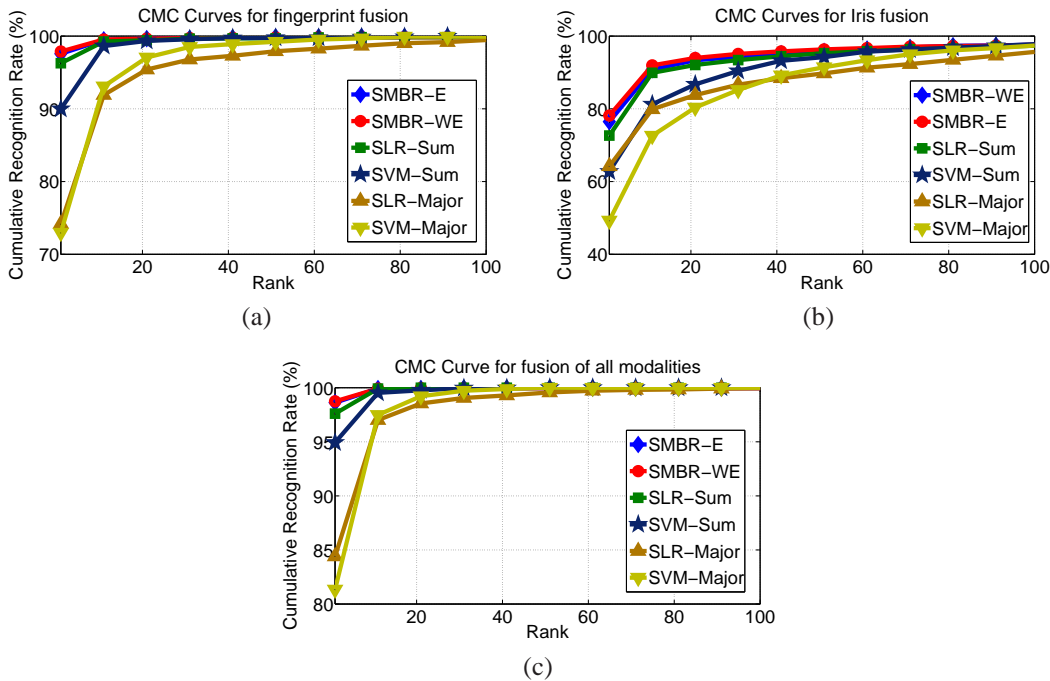 CMC Curves for fingerprint fusion
Cumulative Recognition Rate (%)
100
90
80
70
20
40
60
80
100
Rank
SMBR−E
SMBR−WE
SLR−Sum
SVM−Sum
SLR−Major
SVM−Major
(a)
CMC Curves for Iris fusion
Cumulative Recognition Rate (%)
100
80
60
40
20
40
60
80
100
Rank
SMBR−WE
SMBR−E
SLR−Sum
SVM−Sum
SLR−Major
SVM−Major
(b)
CMC Curve for fusion of all modalities
Cumulative Recognition Rate (%)
100
95
90
85
80
20
40
60
80
100
Rank
SMBR−E
SMBR−WE
SLR−Sum
SVM−Sum
SLR−Major
SVM−Major
(c)